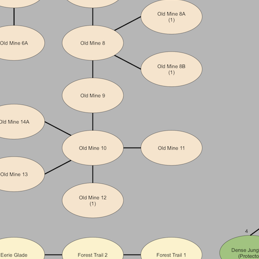 Old Mine 8A
(1)
Old Mine 6A
Old Mine 8
Old Mine 8B
(1)
Old Mine 9
Old Mine 14A
Old Mine 10
Old Mine 11
Old Mine 13
Old Mine 12
(1)
4
Eerie Glade
Forest Trail 2
Forest Trail 1
Dense Jung
(Protecto